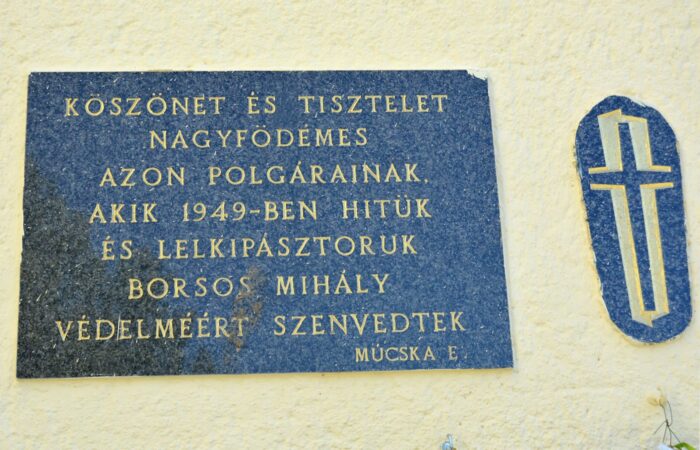 KÖSZÖNET ÉS TISZTELET
NAGYFÖDÉMES
AZON POLGÁRAINAK,
AKIK 1949-BEN HITÜK
ÉS LELKIPÁSZTORUK
BORSOS MIHÁLY
VÉDELMÉÉRT SZENVEDTEK
MÚCSKA E.